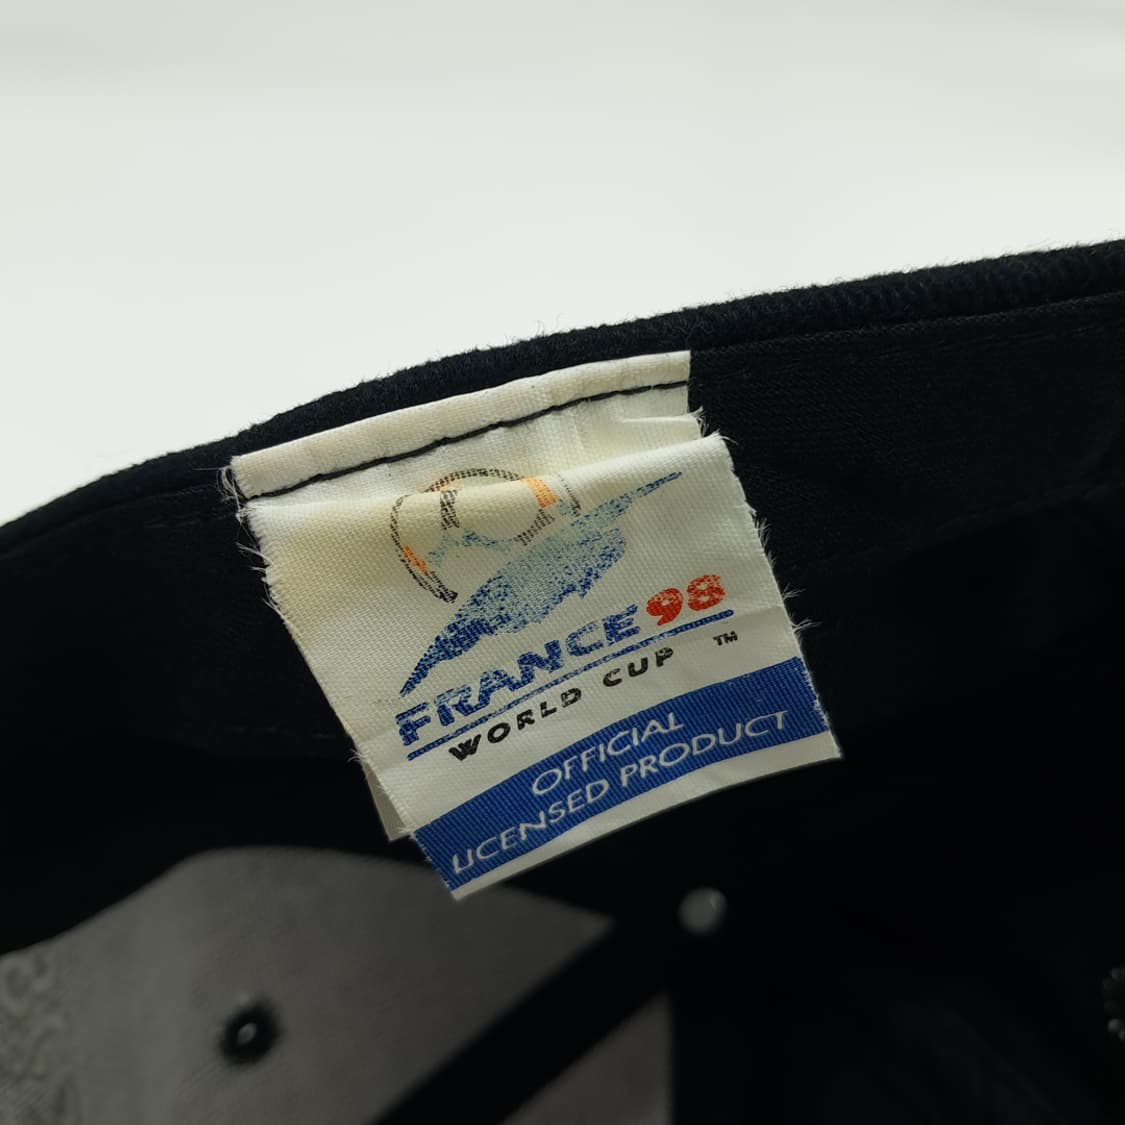 FRANCE 98
WORLD CUP ™
OFFICIAL
LICENSED PRODUCT